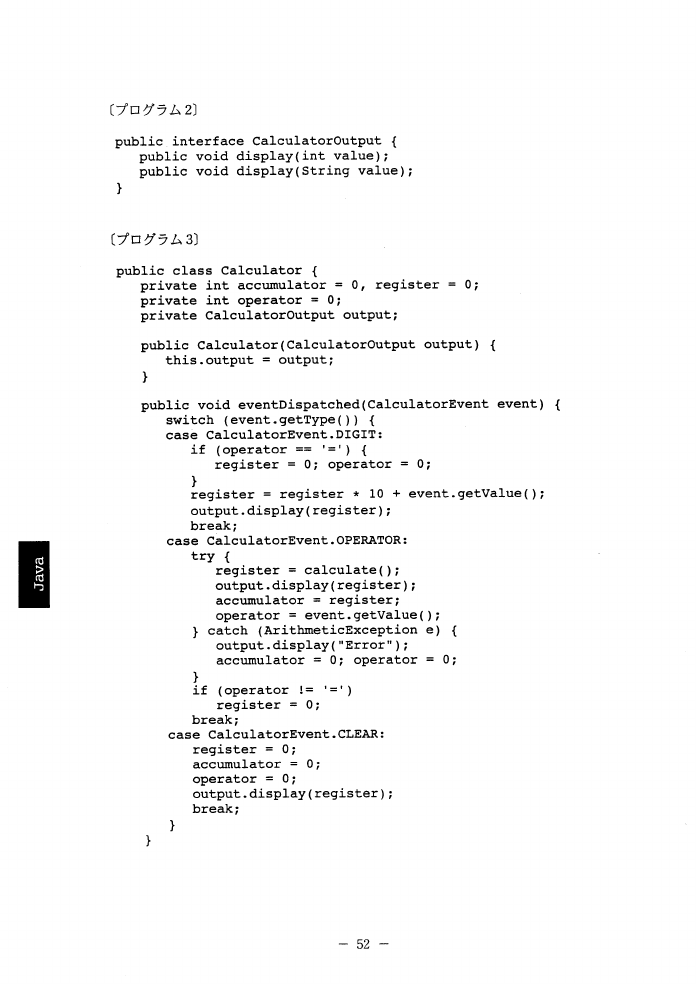 〔プログラム2〕
public interface CalculatorOutput {
   public void display(int value);
   public void display(String value);
}
〔プログラム3〕
public class Calculator {
   private int accumulator = 0, register = 0;
   private int operator = 0;
   private CalculatorOutput output;
   public Calculator(CalculatorOutput output) {
      this.output = output;
   }
   public void eventDispatched(CalculatorEvent event) {
      switch (event.getType()) {
      case CalculatorEvent.DIGIT:
         if (operator == '=') {
            register = 0; operator = 0;
         }
         register = register * 10 + event.getValue();
         output.display(register);
         break;
      case CalculatorEvent.OPERATOR:
         try {
            register = calculate();
            output.display(register);
            accumulator = register;
            operator = event.getValue();
         } catch (ArithmeticException e) {
            output.display("Error");
            accumulator = 0; operator = 0;
         }
         if (operator != '=')
            register = 0;
         break;
      case CalculatorEvent.CLEAR:
         register = 0;
         accumulator = 0;
         operator = 0;
         output.display(register);
         break;
      }
   }
Java
— 52 —